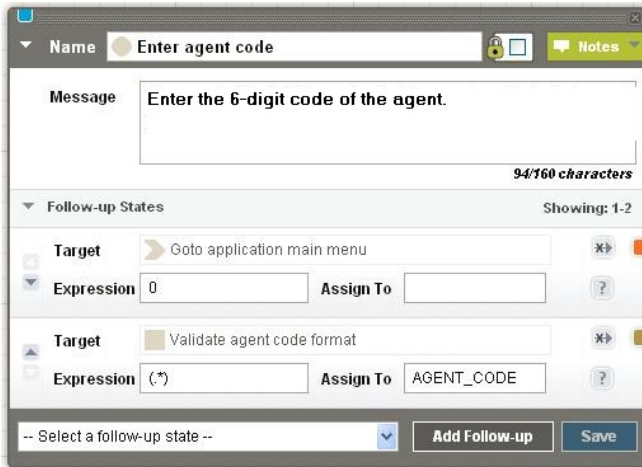 Name Enter agent code Notes
Message Enter the 6-digit code of the agent.
94/160 characters
Follow-up States Showing: 1-2
Target Goto application main menu
Expression 0 Assign To
?
Target Validate agent code format
Expression (.*) Assign To AGENT_CODE
?
-- Select a follow-up state -- Add Follow-up Save